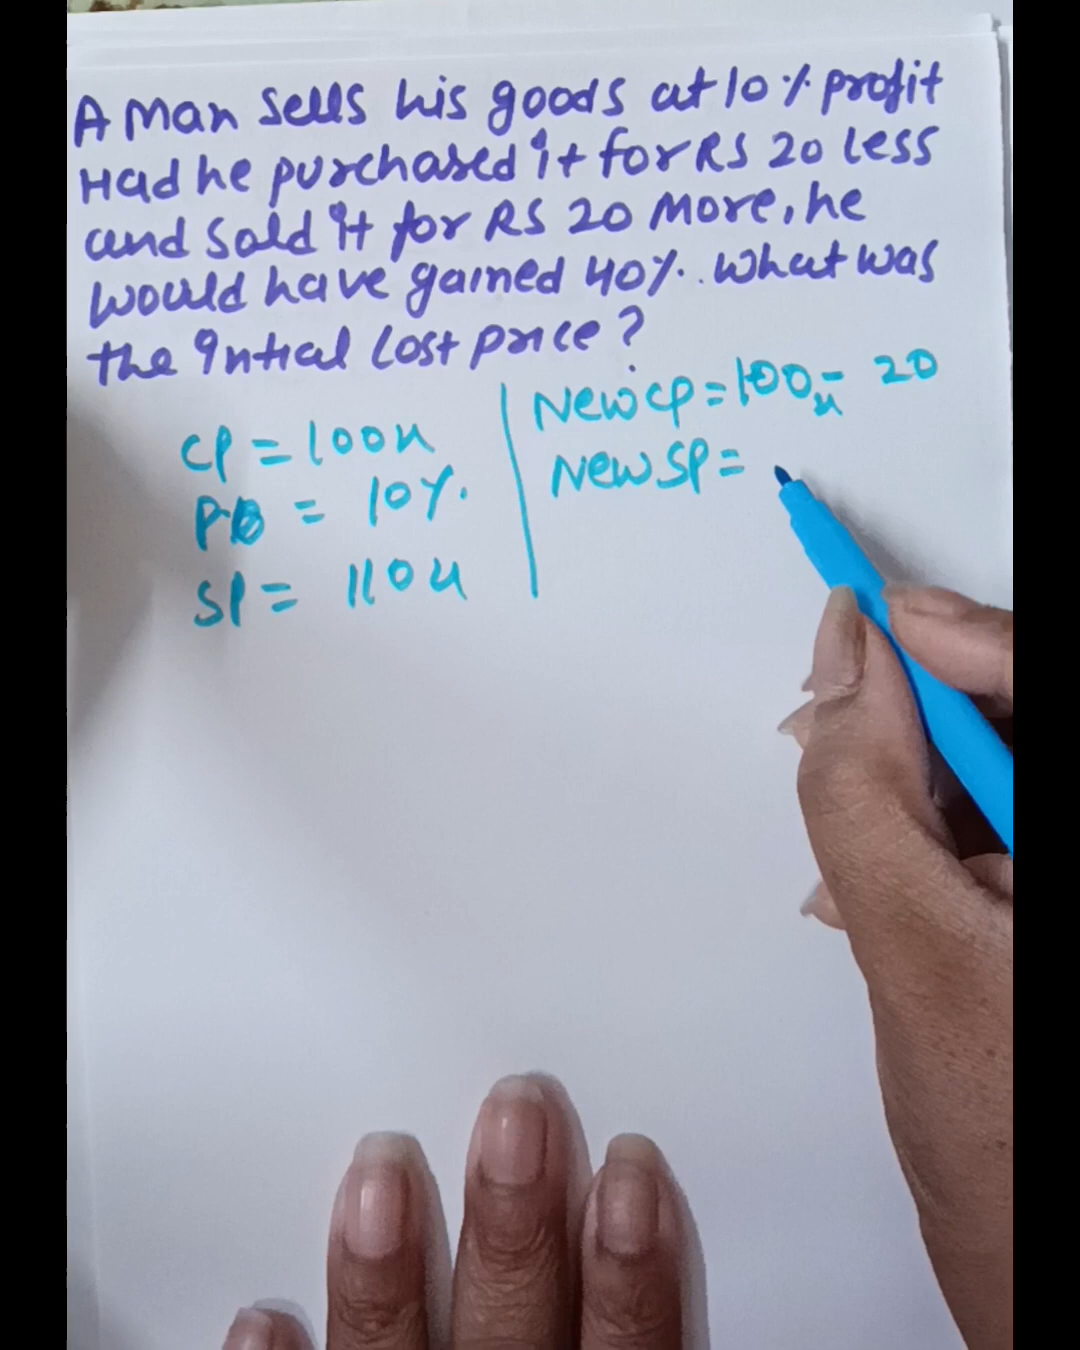 A man sells his goods at 10% profit
Had he purchased it for RS 20 less
and sold it for RS 20 more, he
would have gained 40%. what was
the intial cost price?
CP = 100x
P% = 10%.
SP = 110x
New CP = 100x - 20
New SP =